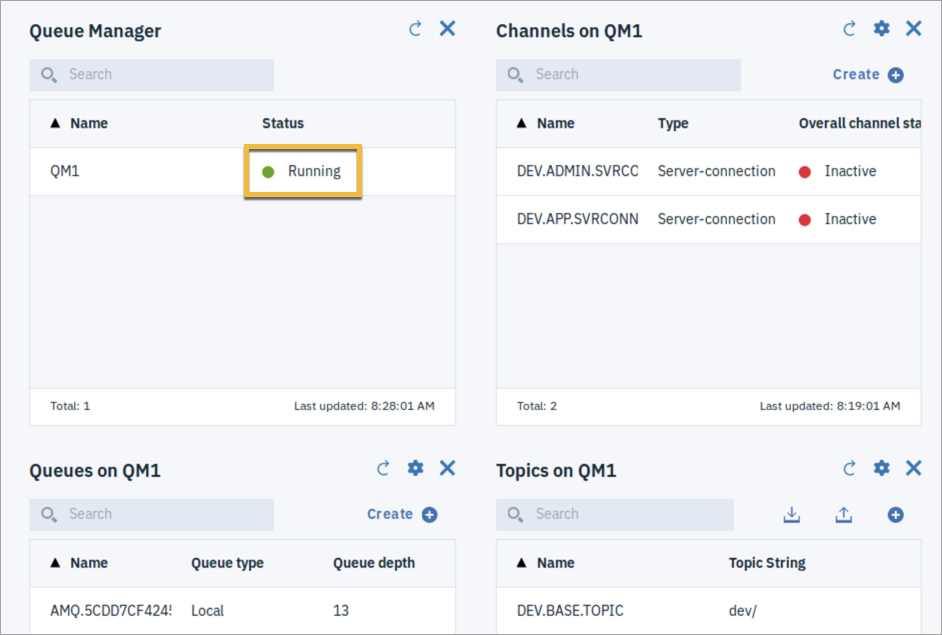 Queue Manager
Search
Name Status
QM1 Running
Total: 1 Last updated: 8:28:01 AM
Channels on QM1
Search Create
Name Type Overall channel sta
DEV.ADMIN.SVRCC Server-connection Inactive
DEV.APP.SVRCONN Server-connection Inactive
Total: 2 Last updated: 8:19:01 AM
Queues on QM1
Search Create
Name Queue type Queue depth
AMQ.5CDD7CF424! Local 13
Topics on QM1
Search
Name Topic String
DEV.BASE.TOPIC dev/